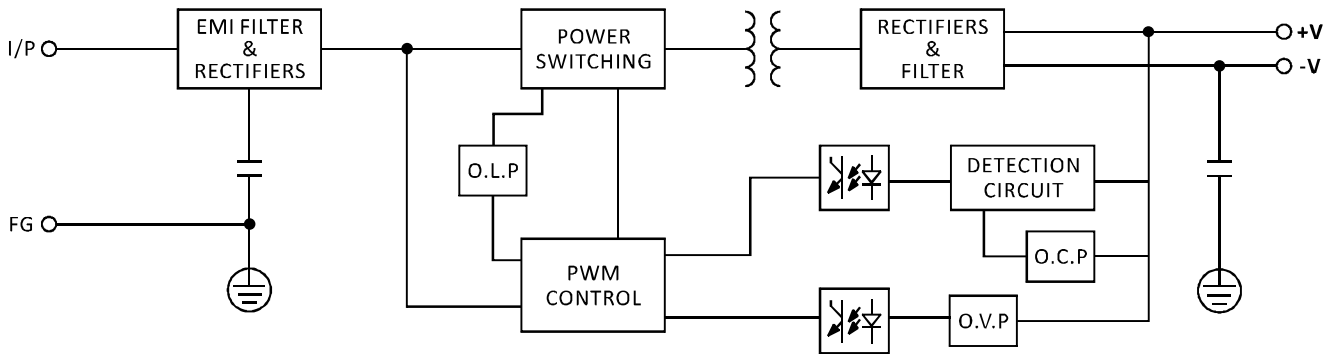 I/P
EMI FILTER
&
RECTIFIERS
POWER
SWITCHING
RECTIFIERS
&
FILTER
+V
-V
O.L.P
DETECTION
CIRCUIT
FG
O.C.P
PWM
CONTROL
O.V.P